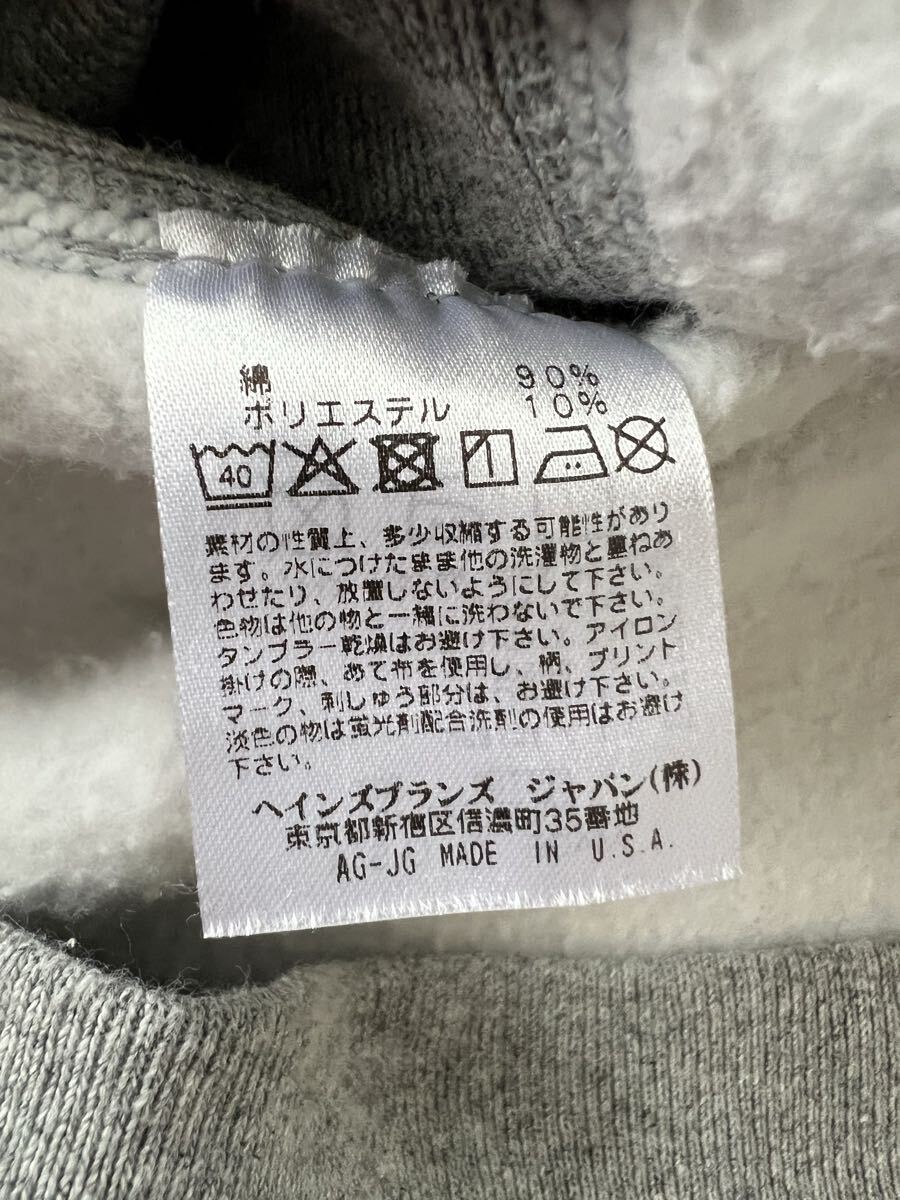 綿 90%
ポリエステル 10%
40
素材の性質上、多少収縮する可能性があり
ます。水につけたまま他の洗濯物と重ねあ
わせたり、放置しないようにして下さい。
色物は他の物と一緒に洗わないで下さい。
タンブラー乾燥はお避け下さい。アイロン
掛けの際、あて布を使用し、柄、プリント
マーク、刺しゅう部分は、お避け下さい。
淡色の物は蛍光剤配合洗剤の使用はお避け
下さい。
ヘインズブランズ ジャパン(株)
東京都新宿区信濃町35番地
AG-JG MADE IN U.S.A.